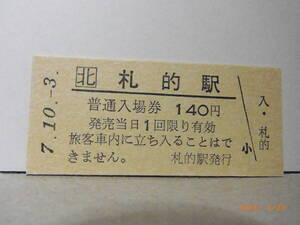 7.10.-3.
北 札的駅
普通入場券 140円
発売当日1回限り有効
旅客車内に立ち入ることはで
きません。 札的駅発行
入・札的
小